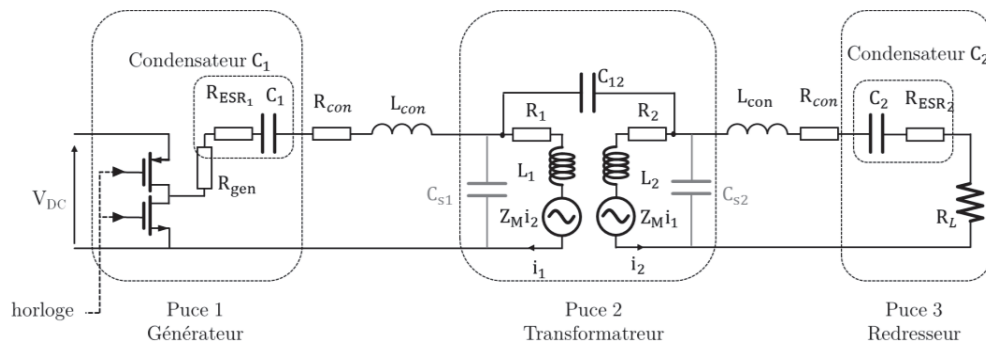 Condensateur C1
RESR1
C1
Rcon
Lcon
C12
R1
R2
Lcon
Rcon
Condensateur C2
C2
RESR2
VDC
Rgen
Cs1
L1
ZMi2
L2
ZMi1
Cs2
RL
i1
i2
horloge
Puce 1
Générateur
Puce 2
Transformatreur
Puce 3
Redresseur